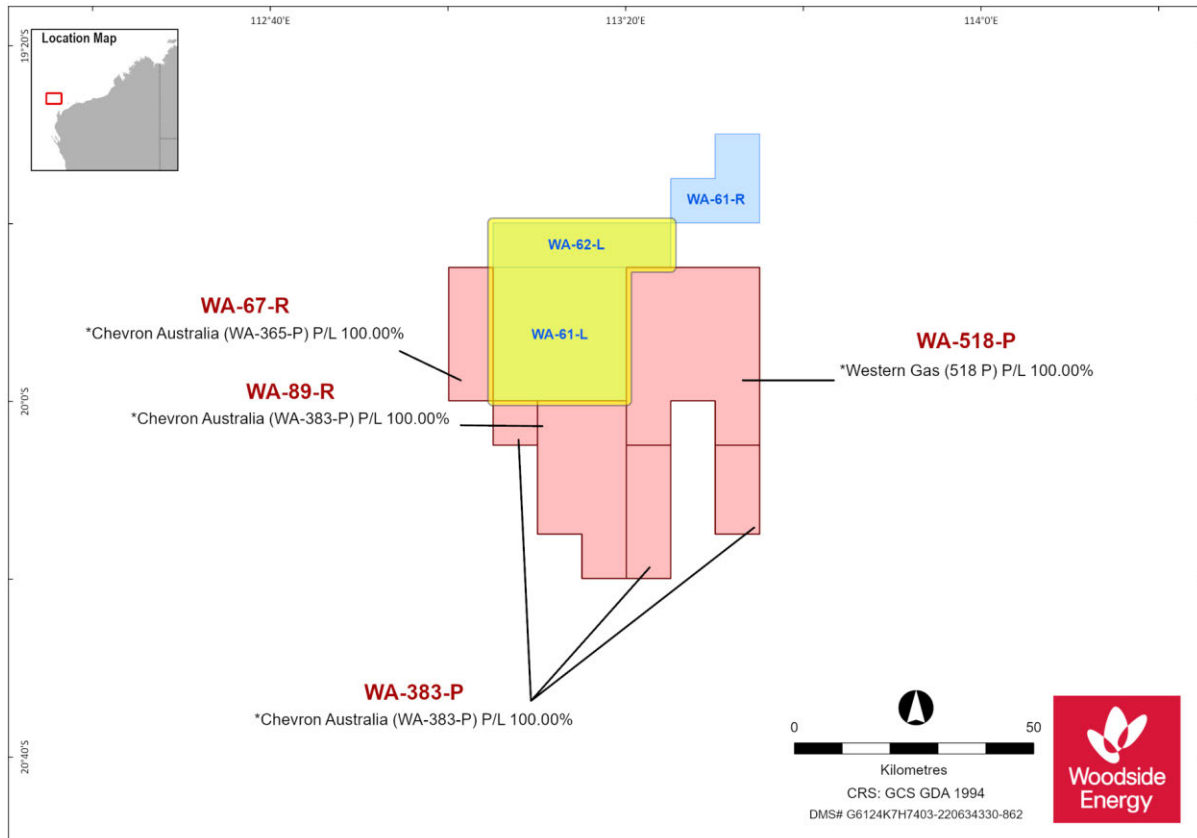 112°40'E
113°20'E
114°0'E
19°20'S
Location Map
WA-61-R
WA-62-L
WA-67-R
*Chevron Australia (WA-365-P) P/L 100.00%
WA-61-L
WA-518-P
*Western Gas (518 P) P/L 100.00%
WA-89-R
*Chevron Australia (WA-383-P) P/L 100.00%
20°0'S
WA-383-P
*Chevron Australia (WA-383-P) P/L 100.00%
20°40'S
0
50
Kilometres
CRS: GCS GDA 1994
DMS# G6124K7H7403-220634330-862
Woodside
Energy